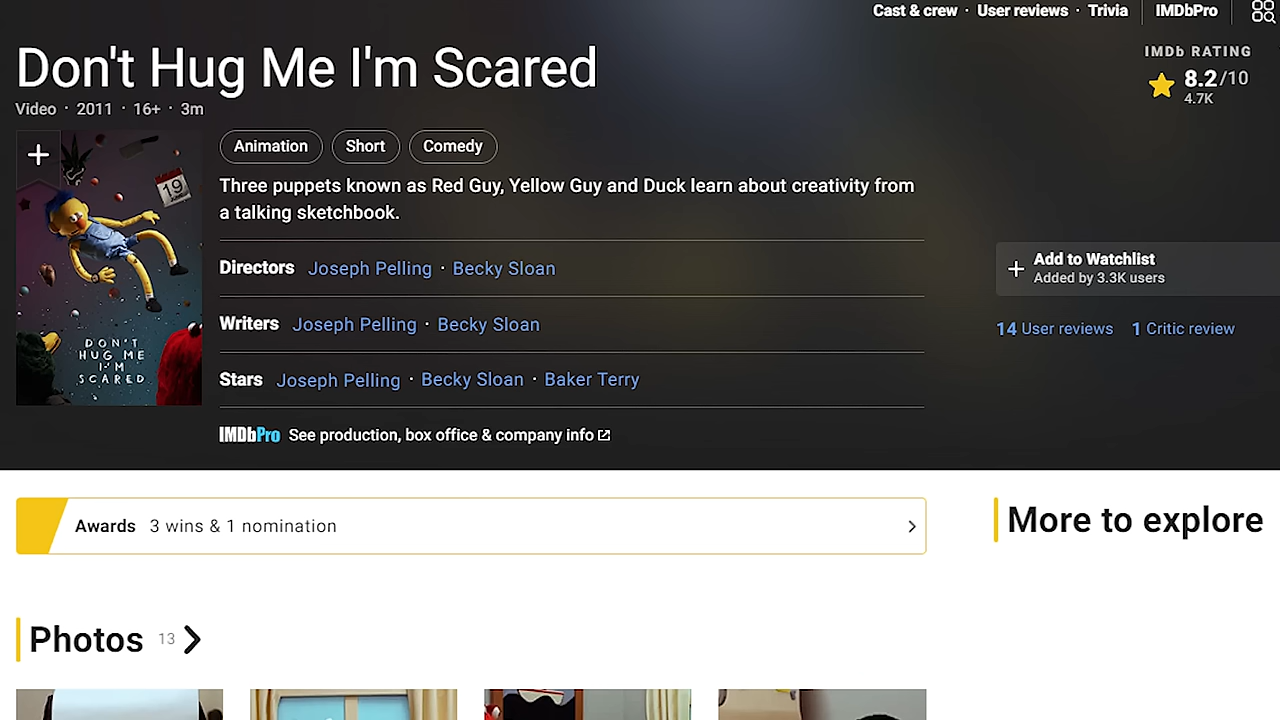 Cast & crew · User reviews · Trivia IMDbPro
Don't Hug Me I'm Scared
Video · 2011 · 16+ · 3m
IMDb RATING
8.2/10
4.7K
19
DON'T
HUG ME
I'M
SCARED
Animation Short Comedy
Three puppets known as Red Guy, Yellow Guy and Duck learn about creativity from
a talking sketchbook.
Directors Joseph Pelling · Becky Sloan
Writers Joseph Pelling · Becky Sloan
Stars Joseph Pelling · Becky Sloan · Baker Terry
IMDbPro See production, box office & company info
Add to Watchlist
Added by 3.3K users
14 User reviews 1 Critic review
Awards 3 wins & 1 nomination
More to explore
Photos 13